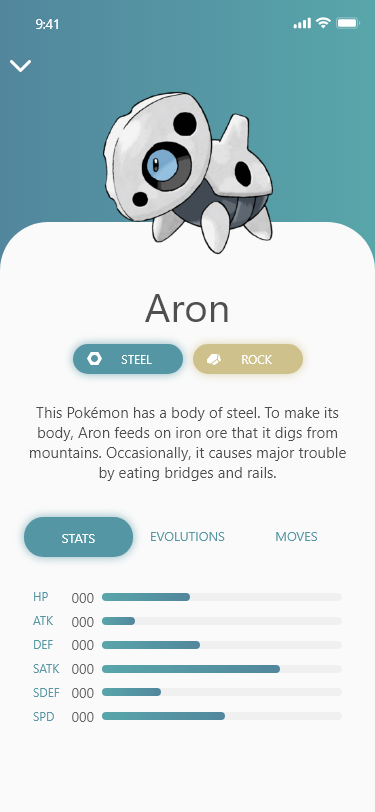 9:41
Aron
STEEL
ROCK
This Pokémon has a body of steel. To make its
body, Aron feeds on iron ore that it digs from
mountains. Occasionally, it causes major trouble
by eating bridges and rails.
STATS
EVOLUTIONS
MOVES
HP 000
ATK 000
DEF 000
SATK 000
SDEF 000
SPD 000